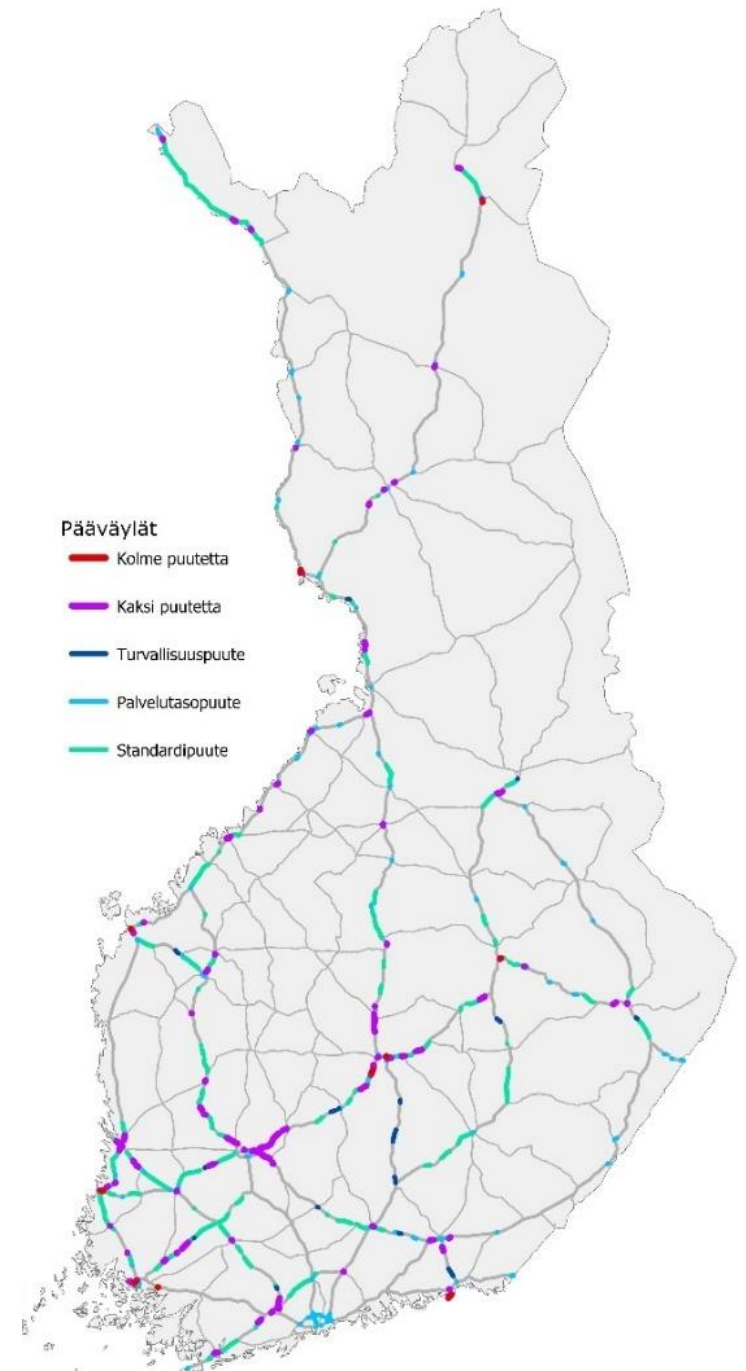 Pääväylät
Kolme puutetta
Kaksi puutetta
Turvallisuuspuute
Palvelutasopuute
Standardipuute